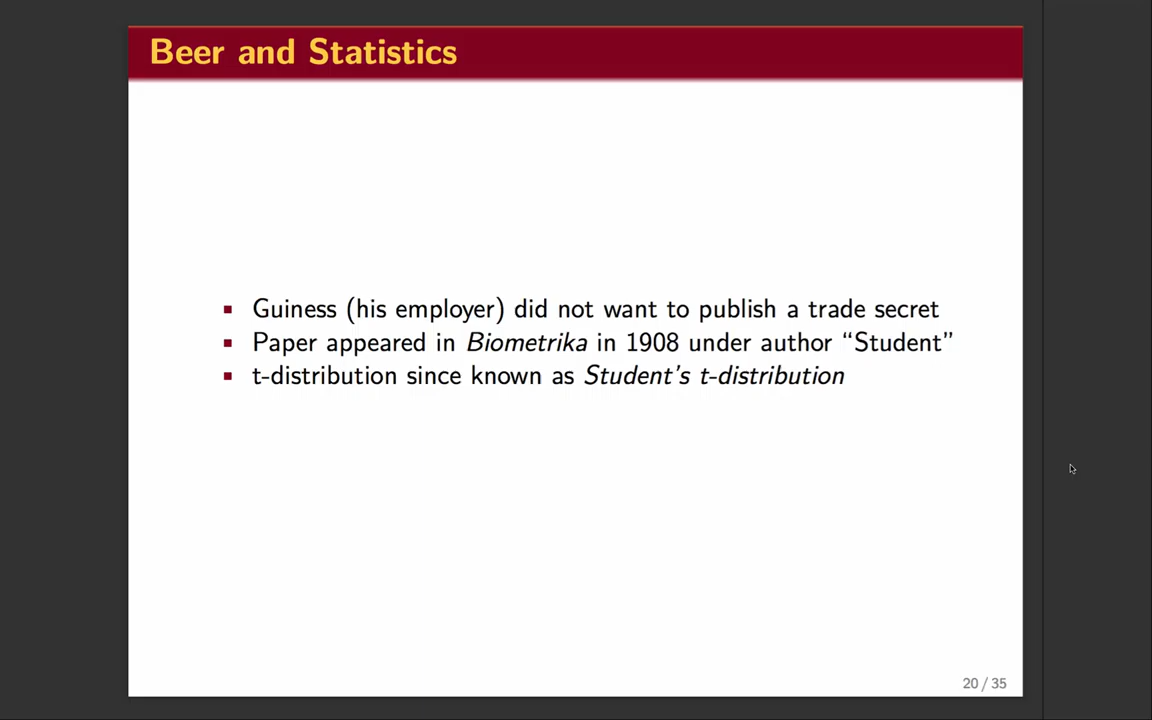 Beer and Statistics
▪ Guiness (his employer) did not want to publish a trade secret
▪ Paper appeared in Biometrika in 1908 under author “Student”
▪ t-distribution since known as Student’s t-distribution
20 / 35